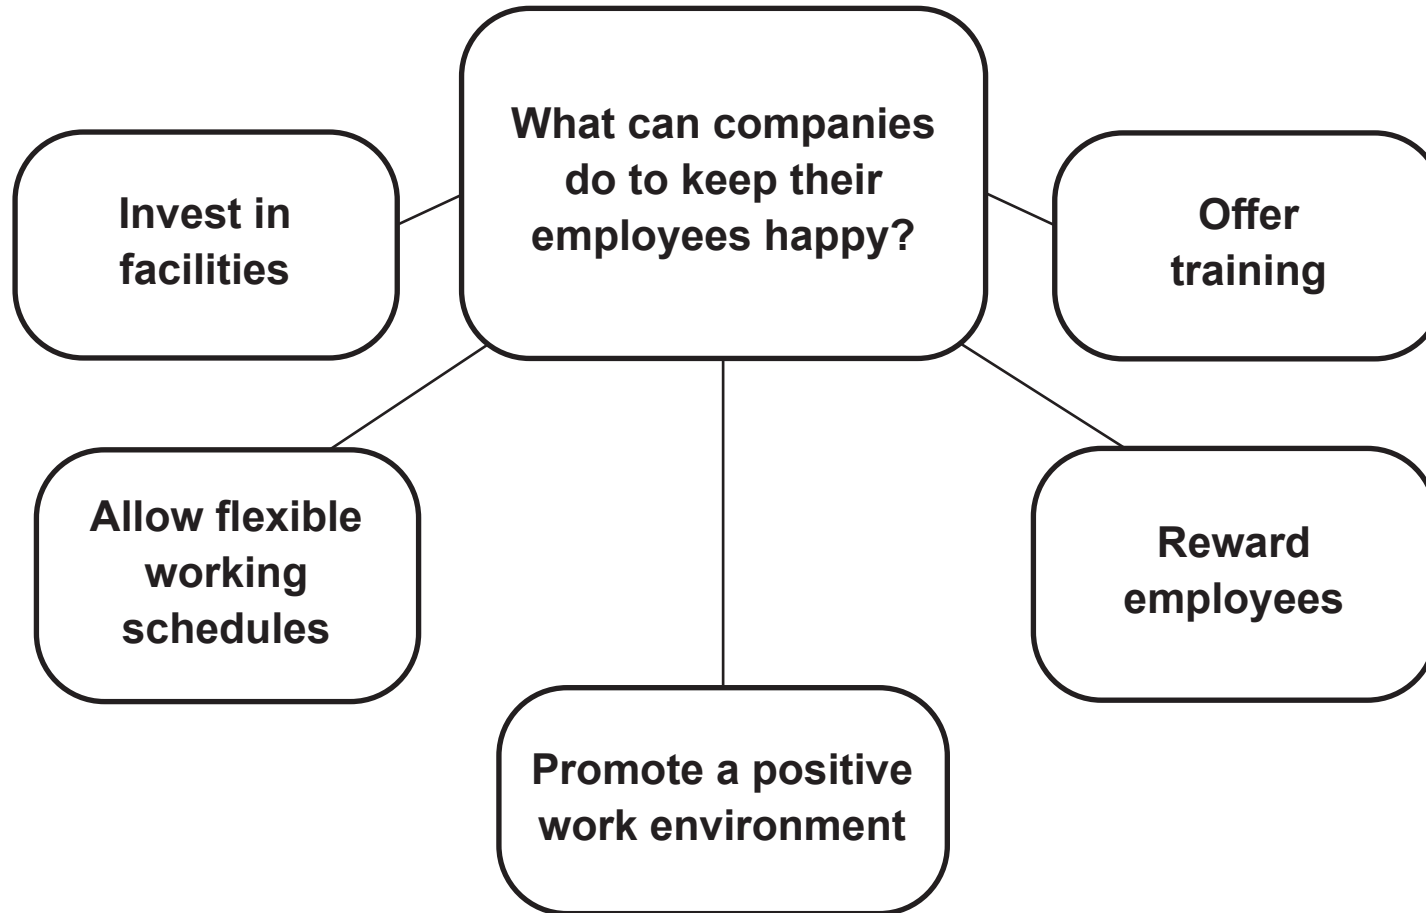 What can companies
do to keep their
employees happy?
Invest in
facilities
Offer
training
Allow flexible
working
schedules
Reward
employees
Promote a positive
work environment